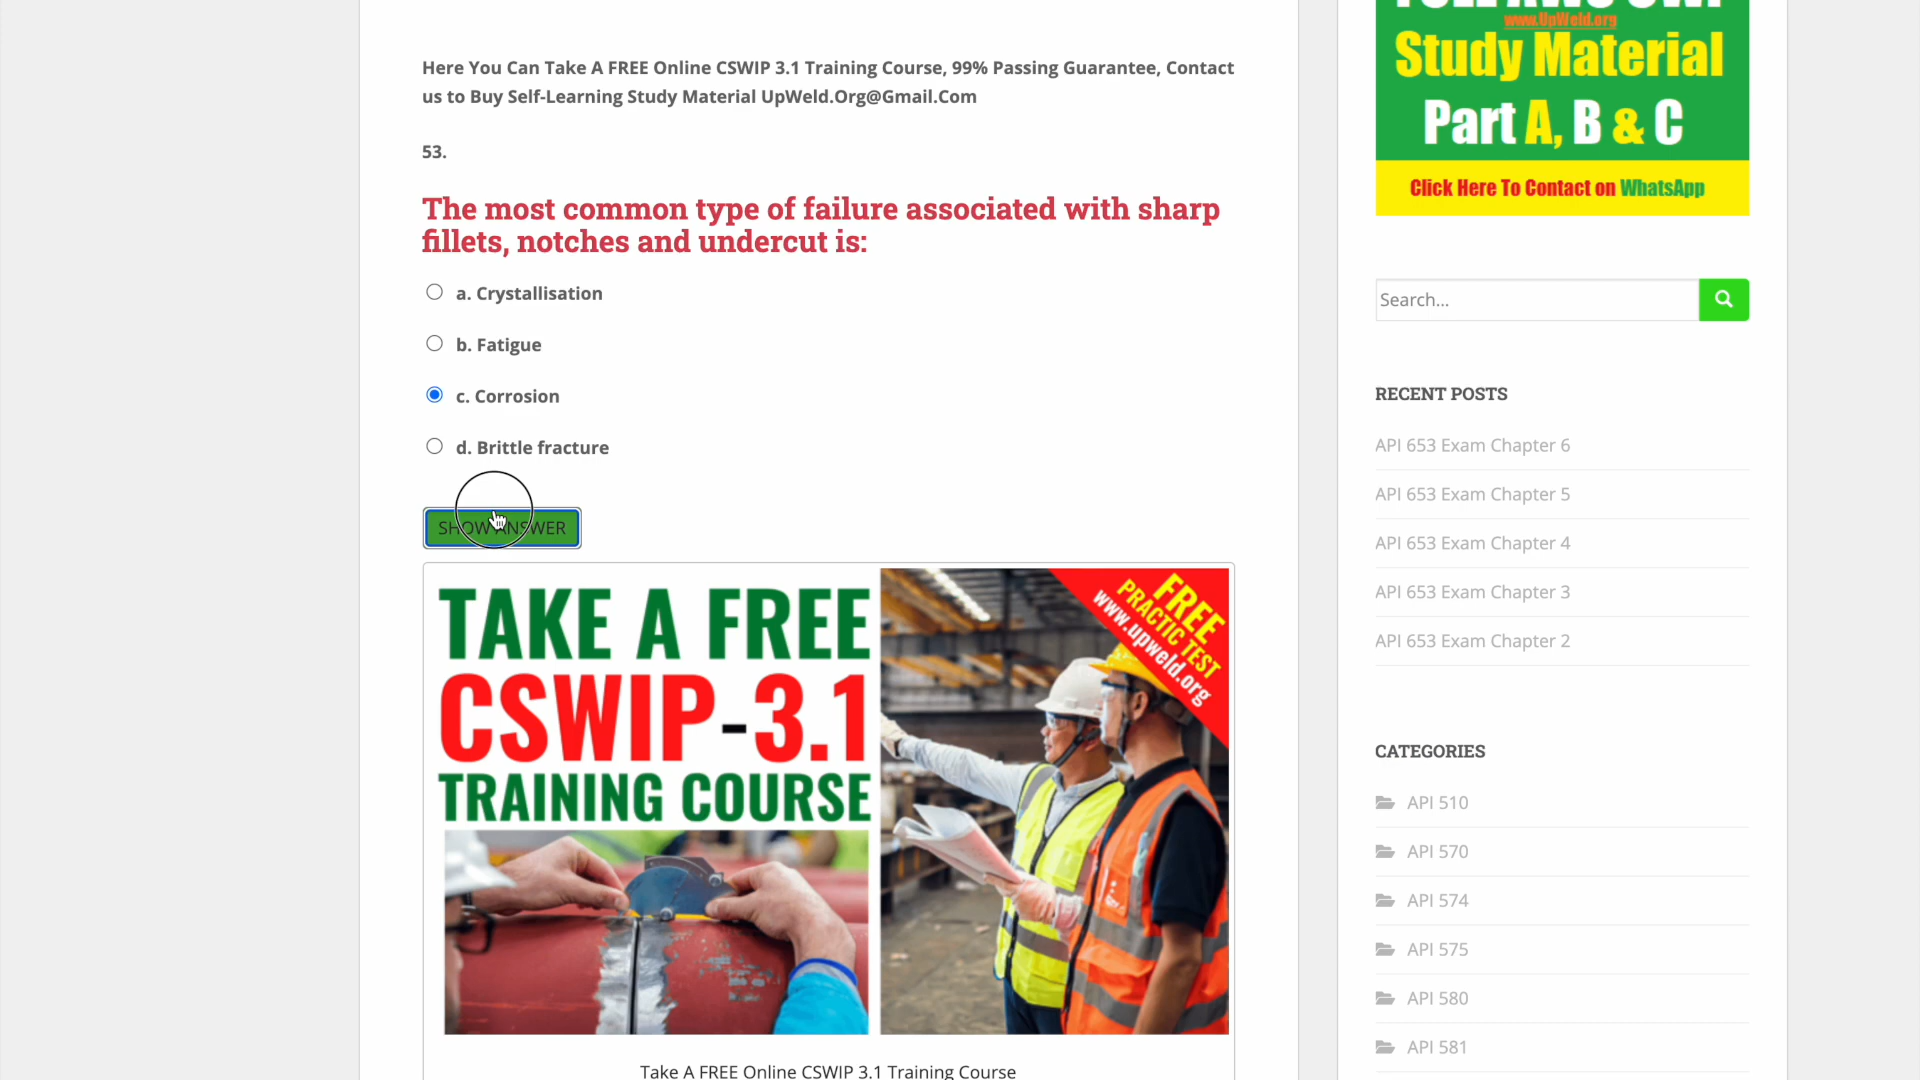 Here You Can Take A FREE Online CSWIP 3.1 Training Course, 99% Passing Guarantee, Contact
us to Buy Self-Learning Study Material UpWeld.Org@Gmail.Com
53.
The most common type of failure associated with sharp
fillets, notches and undercut is:
a. Crystallisation
b. Fatigue
c. Corrosion
d. Brittle fracture
SHOW ANSWER
TAKE A FREE
CSWIP-3.1
TRAINING COURSE
FREE
PRACTIC TEST
www.upweld.org
Take A FREE Online CSWIP 3.1 Training Course
www.UpWeld.org
Study Material
Part A, B & C
Click Here To Contact on WhatsApp
Search...
RECENT POSTS
API 653 Exam Chapter 6
API 653 Exam Chapter 5
API 653 Exam Chapter 4
API 653 Exam Chapter 3
API 653 Exam Chapter 2
CATEGORIES
API 510
API 570
API 574
API 575
API 580
API 581